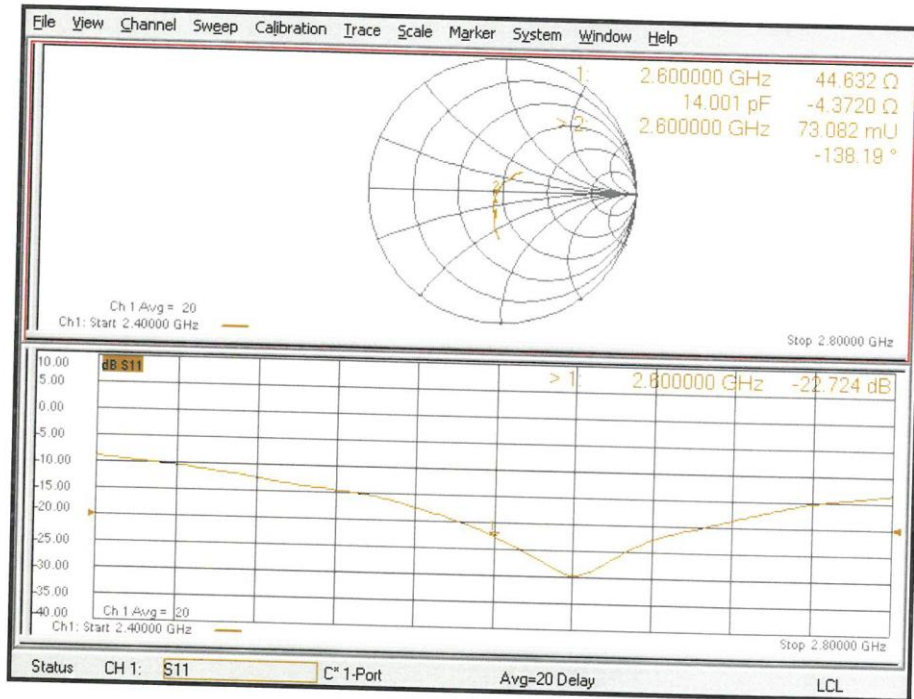 File View Channel Sweep Calibration Trace Scale Marker System Window Help
1: 2.600000 GHz 44.632 Ω
14.001 pF -4.3720 Ω
> 2: 2.600000 GHz 73.082 mU
-138.19 °
2
Ch 1 Avg = 20
Ch1: Start 2.40000 GHz
Stop 2.80000 GHz
10.00
dB S11
> 1: 2.600000 GHz -22.724 dB
5.00
0.00
-5.00
-10.00
-15.00
-20.00
-25.00
-30.00
-35.00
-40.00
Ch 1 Avg = 20
Ch1: Start 2.40000 GHz
Stop 2.80000 GHz
Status CH 1: S11 C* 1-Port Avg=20 Delay LCL